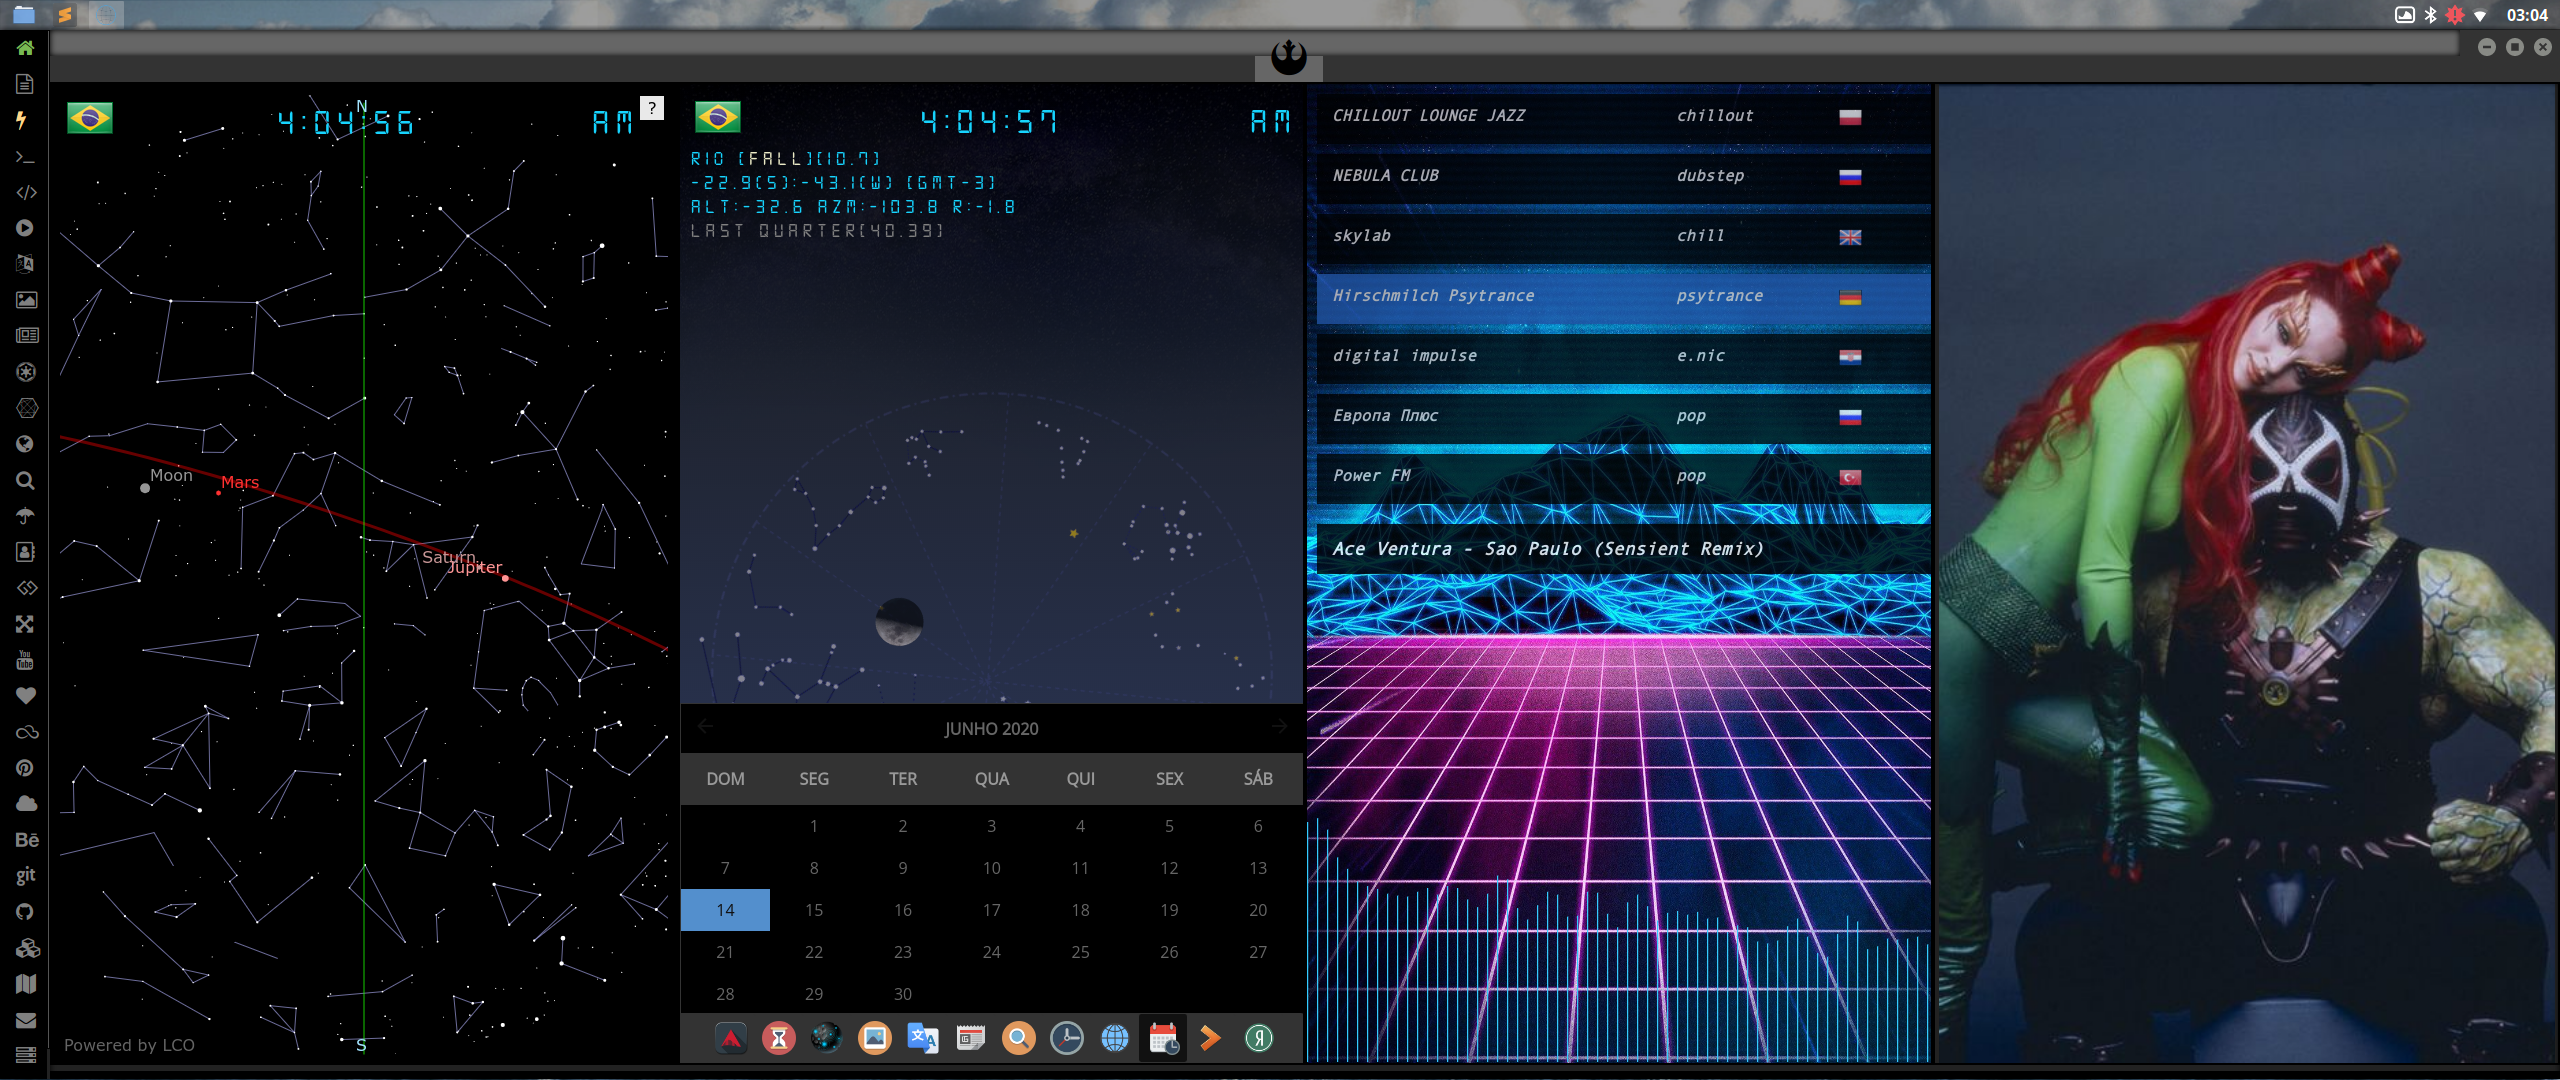 03:04
?
N
4:04:56
AM
Moon
Mars
Saturn
Jupiter
You
Tube
Bē
git
Powered by LCO
S
4:04:57
AM
RIO [FALL][10.7]
-22.9(S):-43.1(W) [GMT-3]
ALT:-32.6 AZM:-103.8 R:-1.8
LAST QUARTER[40.39]
JUNHO 2020
DOM SEG TER QUA QUI SEX SÁB
1 2 3 4 5 6
7 8 9 10 11 12 13
14 15 16 17 18 19 20
21 22 23 24 25 26 27
28 29 30
CHILLOUT LOUNGE JAZZ chillout
NEBULA CLUB dubstep
skylab chill
Hirschmilch Psytrance psytrance
digital impulse e.nic
Европа Плюс pop
Power FM pop
Ace Ventura - Sao Paulo (Sensient Remix)